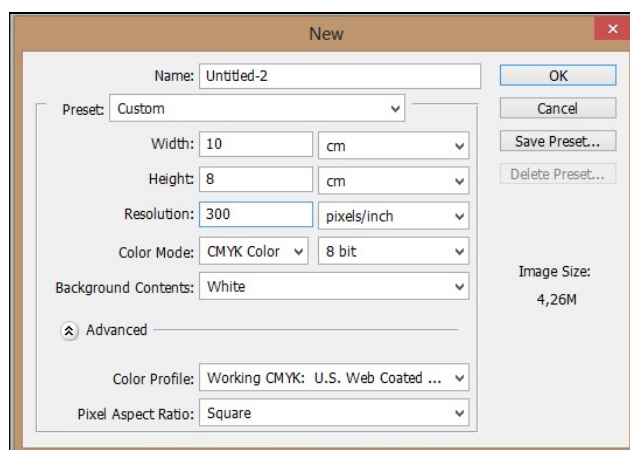 New
Name: Untitled-2
OK
Preset: Custom
Cancel
Width: 10 cm
Save Preset...
Height: 8 cm
Delete Preset...
Resolution: 300 pixels/inch
Color Mode: CMYK Color 8 bit
Image Size:
Background Contents: White
4,26M
Advanced
Color Profile: Working CMYK: U.S. Web Coated ...
Pixel Aspect Ratio: Square